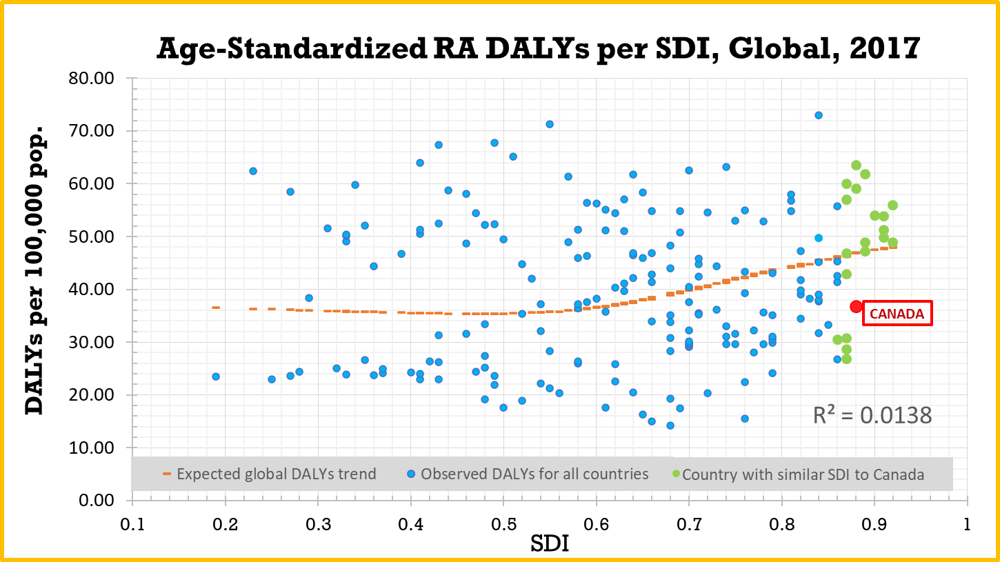 Age-Standardized RA DALYs per SDI, Global, 2017
DALYs per 100,000 pop.
80.00
70.00
60.00
50.00
40.00
30.00
20.00
10.00
0.00
CANADA
R² = 0.0138
Expected global DALYs trend Observed DALYs for all countries Country with similar SDI to Canada
0.1 0.2 0.3 0.4 0.5 0.6 0.7 0.8 0.9 1
SDI